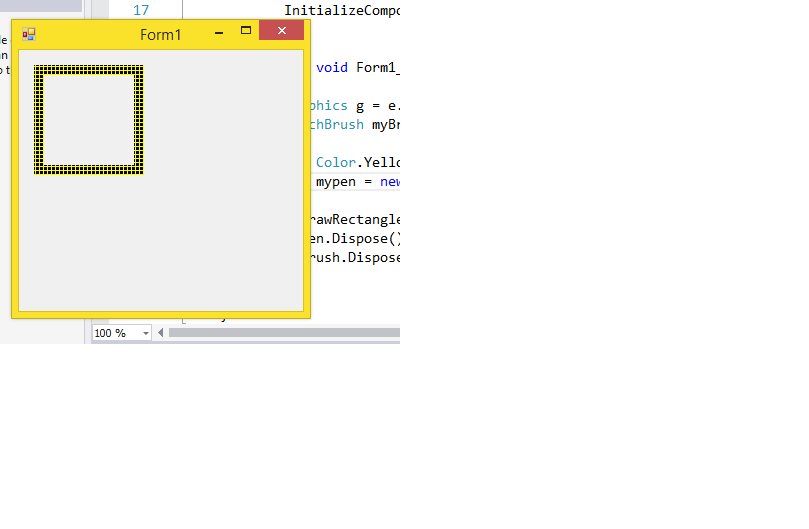 17
InitializeCompo
Form1
void Form1_
phics g = e.
chBrush myBr
Color.Yello
mypen = new
rawRectangle
en.Dispose()
rush.Dispose
100 %